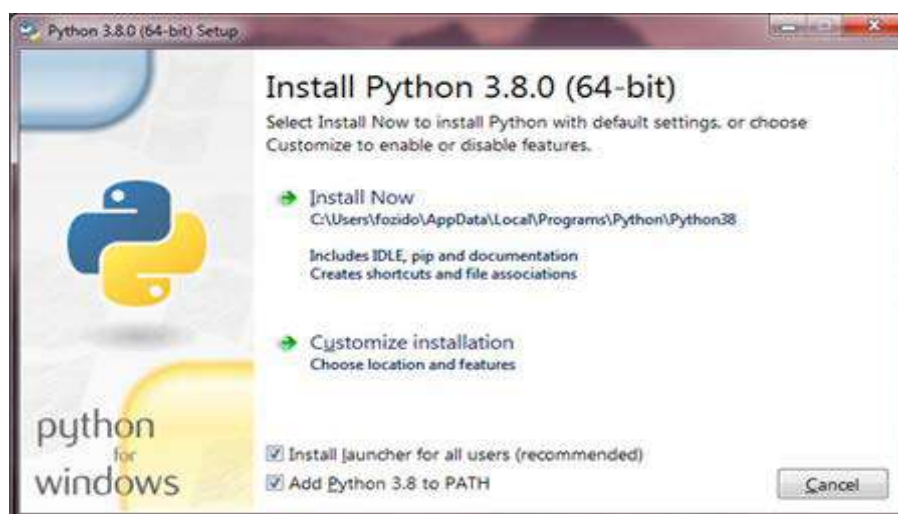 Python 3.8.0 (64-bit) Setup
Install Python 3.8.0 (64-bit)
Select Install Now to install Python with default settings, or choose
Customize to enable or disable features.
Install Now
C:\Users\fozido\AppData\Local\Programs\Python\Python38
Includes IDLE, pip and documentation
Creates shortcuts and file associations
Customize installation
Choose location and features
python
for
windows
Install launcher for all users (recommended)
Add Python 3.8 to PATH
Cancel